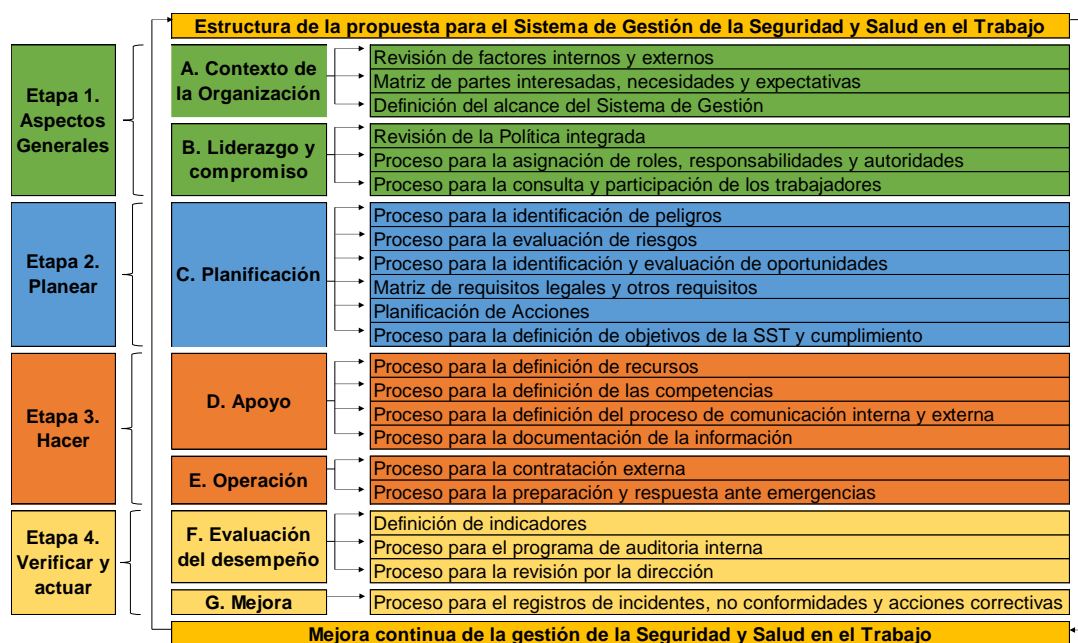 Estructura de la propuesta para el Sistema de Gestión de la Seguridad y Salud en el Trabajo
Etapa 1.
Aspectos
Generales
A. Contexto de
la Organización
Revisión de factores internos y externos
Matriz de partes interesadas, necesidades y expectativas
Definición del alcance del Sistema de Gestión
B. Liderazgo y
compromiso
Revisión de la Política integrada
Proceso para la asignación de roles, responsabilidades y autoridades
Proceso para la consulta y participación de los trabajadores
Etapa 2.
Planear
C. Planificación
Proceso para la identificación de peligros
Proceso para la evaluación de riesgos
Proceso para la identificación y evaluación de oportunidades
Matriz de requisitos legales y otros requisitos
Planificación de Acciones
Proceso para la definición de objetivos de la SST y cumplimiento
Etapa 3.
Hacer
D. Apoyo
Proceso para la definición de recursos
Proceso para la definición de las competencias
Proceso para la definición del proceso de comunicación interna y externa
Proceso para la documentación de la información
E. Operación
Proceso para la contratación externa
Proceso para la preparación y respuesta ante emergencias
Etapa 4.
Verificar y
actuar
F. Evaluación
del desempeño
Definición de indicadores
Proceso para el programa de auditoria interna
Proceso para la revisión por la dirección
G. Mejora
Proceso para el registros de incidentes, no conformidades y acciones correctivas
Mejora continua de la gestión de la Seguridad y Salud en el Trabajo